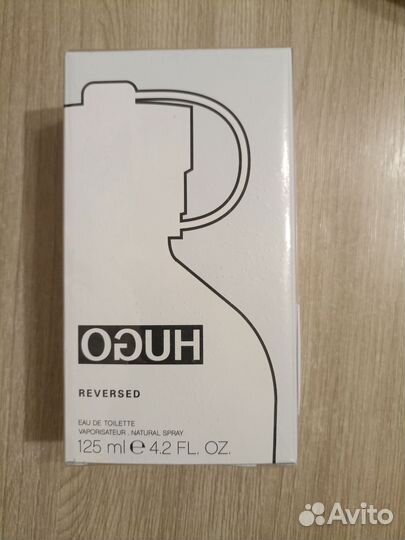 HUGO
REVERSED
EAU DE TOILETTE
VAPORISATEUR . NATURAL SPRAY
125 ml ℮ 4.2 FL. OZ.
Avito